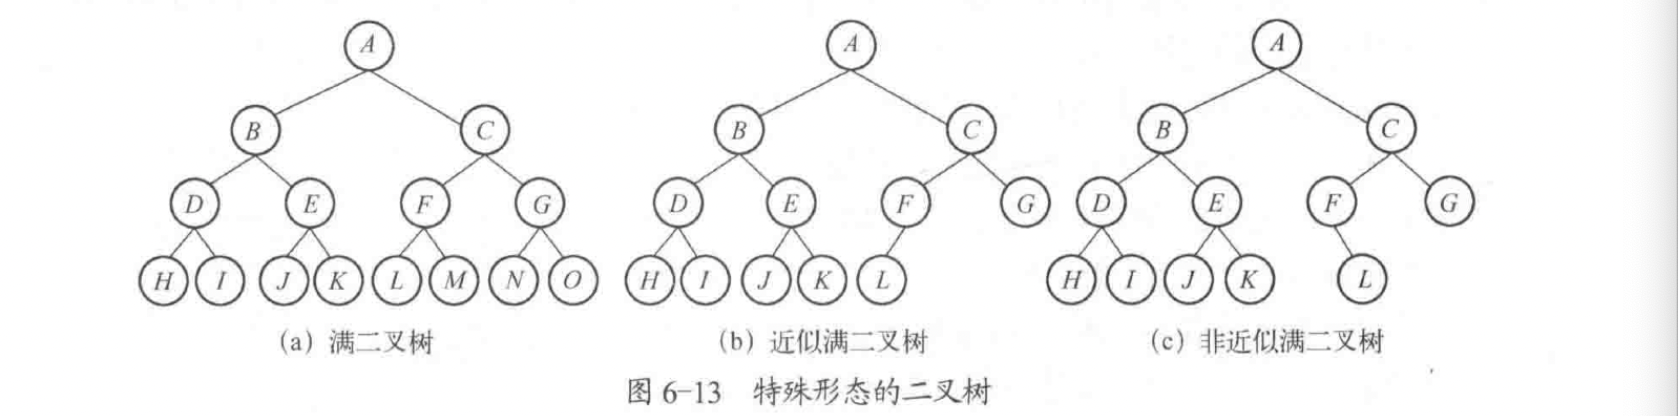 A A A
B C B C B C
D E F G D E F G D E F G
H I J K L M N O H I J K L H I J K L
(a) 满二叉树 (b) 近似满二叉树 (c) 非近似满二叉树
图 6-13 特殊形态的二叉树